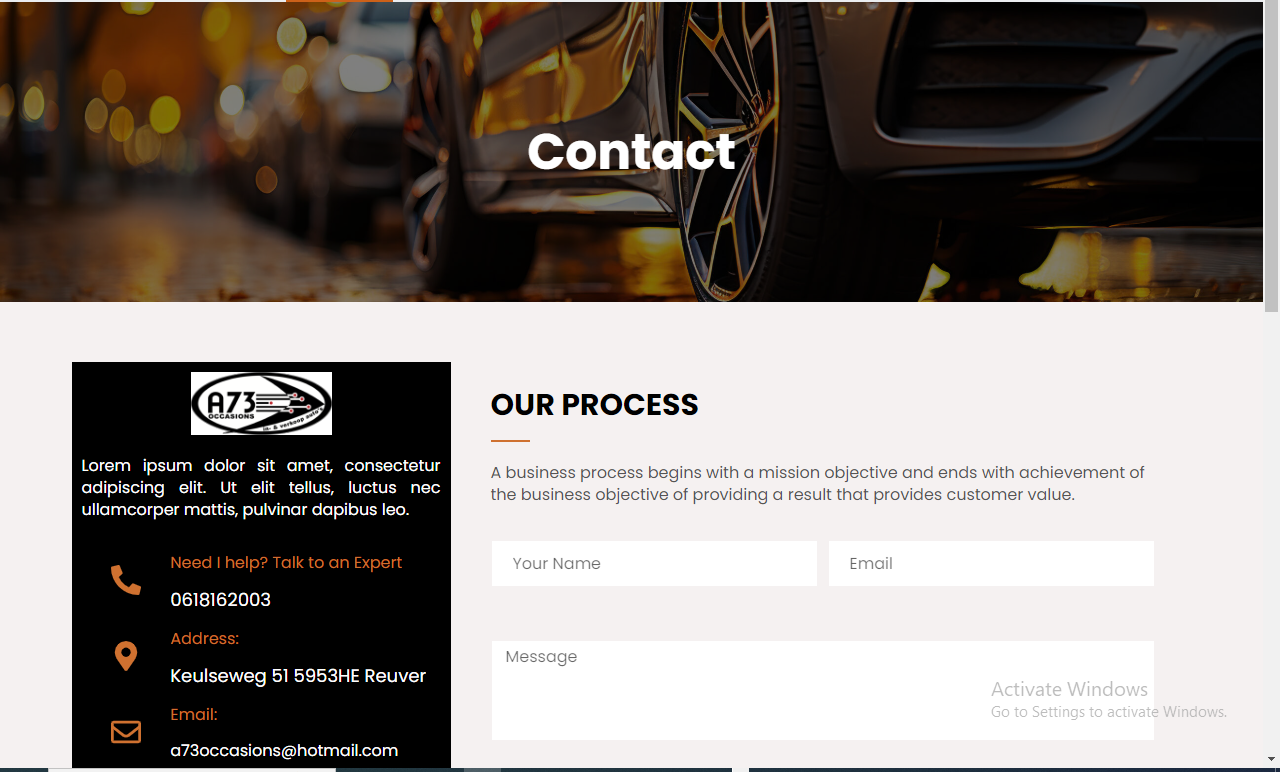 Contact
A73
OCCASIONS
in- & verkoop auto's
Lorem ipsum dolor sit amet, consectetur
adipiscing elit. Ut elit tellus, luctus nec
ullamcorper mattis, pulvinar dapibus leo.
Need I help? Talk to an Expert
0618162003
Address:
Keulseweg 51 5953HE Reuver
Email:
a73occasions@hotmail.com
OUR PROCESS
A business process begins with a mission objective and ends with achievement of
the business objective of providing a result that provides customer value.
Your Name
Email
Message
Activate Windows
Go to Settings to activate Windows.